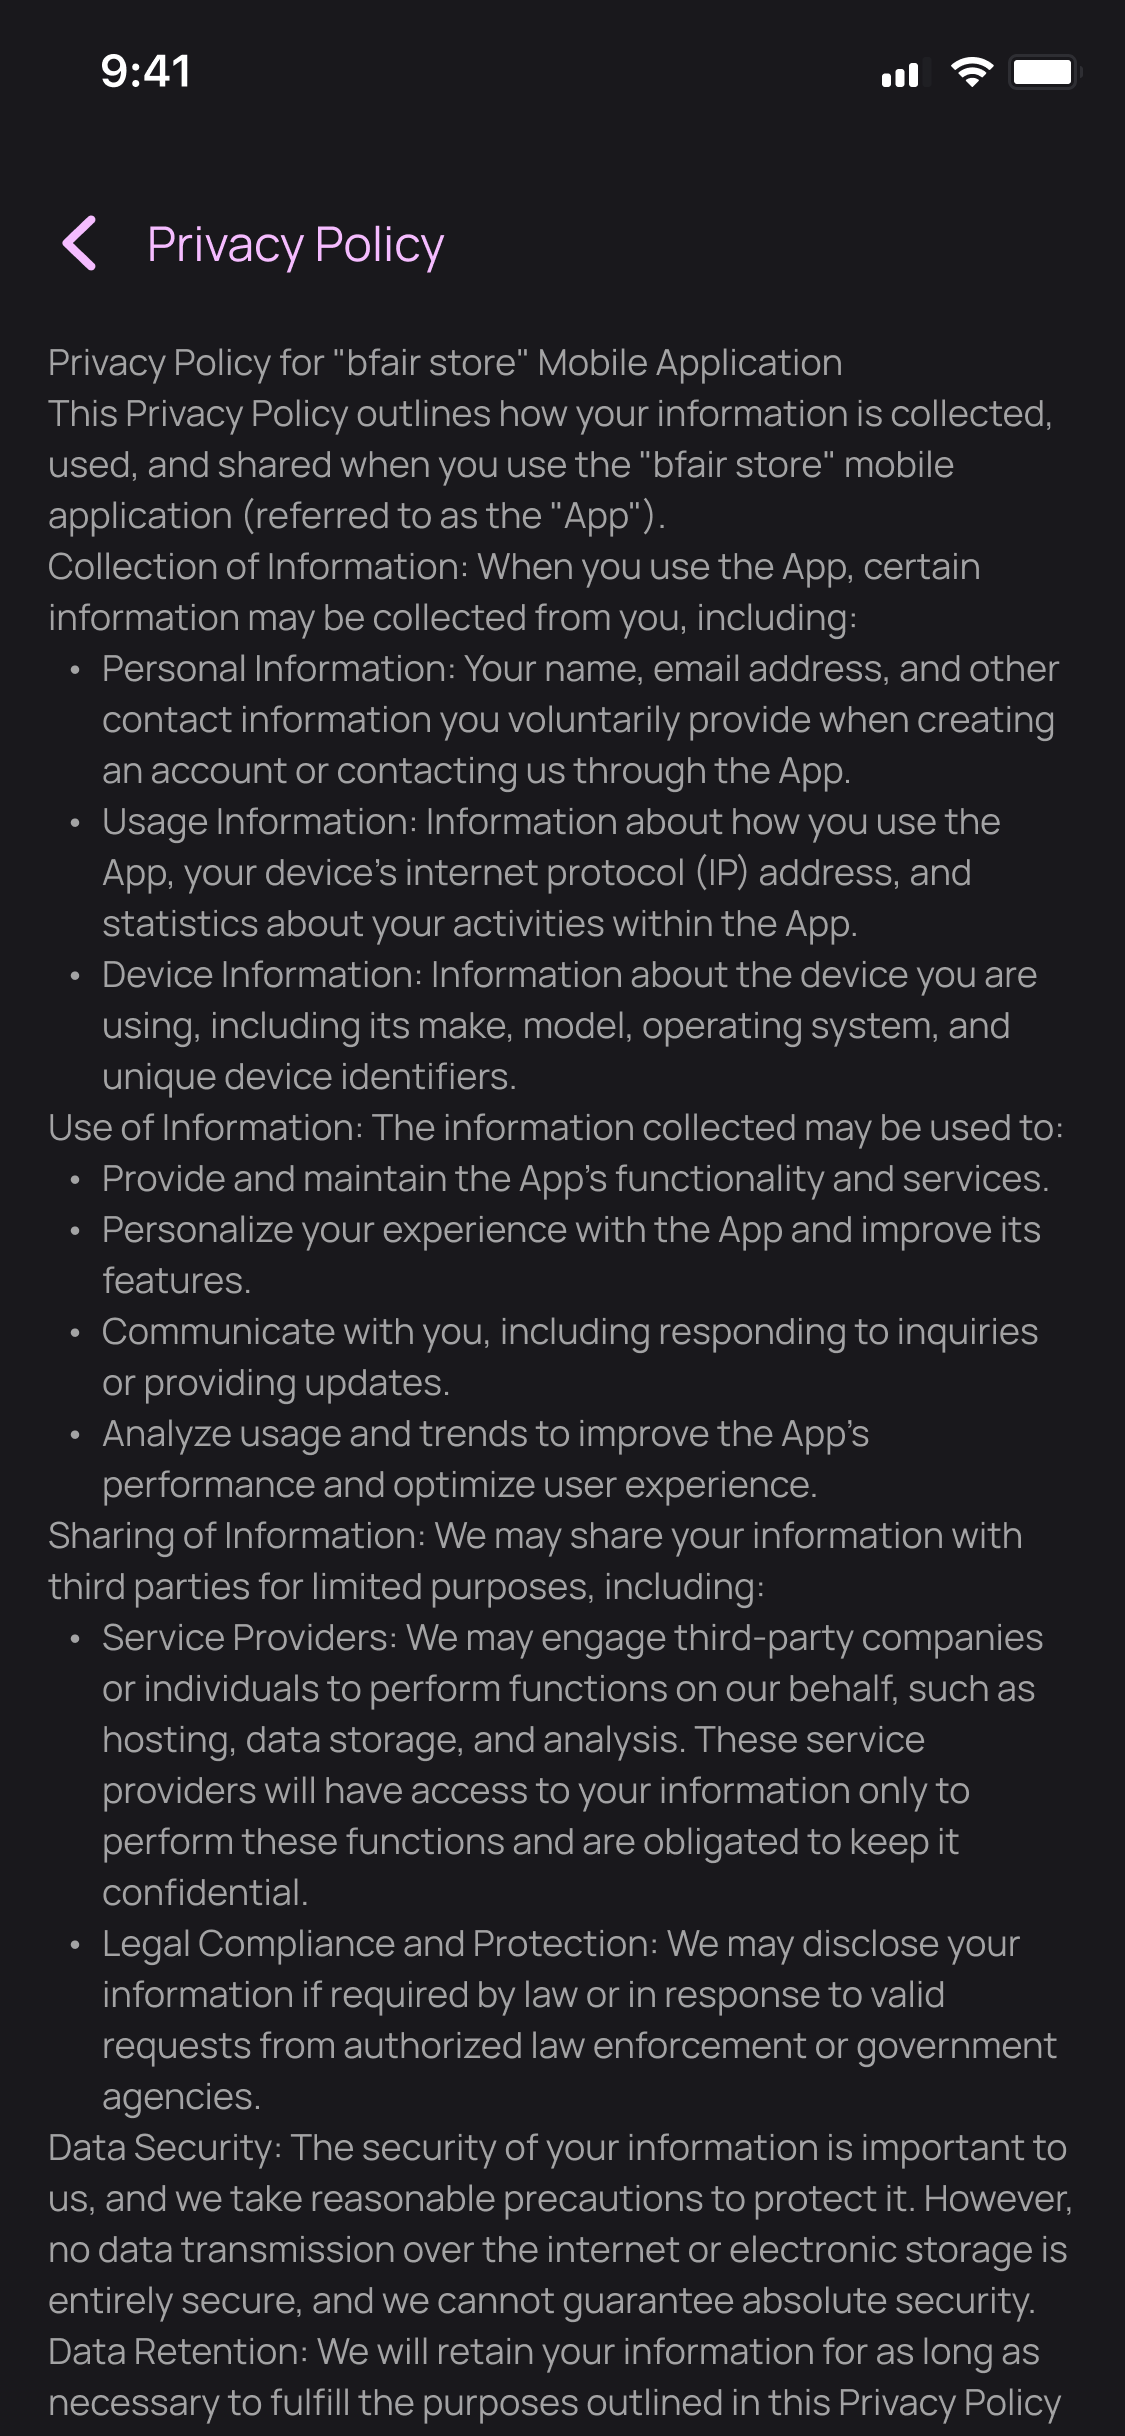 9:41
Privacy Policy
Privacy Policy for "bfair store" Mobile Application
This Privacy Policy outlines how your information is collected,
used, and shared when you use the "bfair store" mobile
application (referred to as the "App").
Collection of Information: When you use the App, certain
information may be collected from you, including:
• Personal Information: Your name, email address, and other
contact information you voluntarily provide when creating
an account or contacting us through the App.
• Usage Information: Information about how you use the
App, your device’s internet protocol (IP) address, and
statistics about your activities within the App.
• Device Information: Information about the device you are
using, including its make, model, operating system, and
unique device identifiers.
Use of Information: The information collected may be used to:
• Provide and maintain the App’s functionality and services.
• Personalize your experience with the App and improve its
features.
• Communicate with you, including responding to inquiries
or providing updates.
• Analyze usage and trends to improve the App’s
performance and optimize user experience.
Sharing of Information: We may share your information with
third parties for limited purposes, including:
• Service Providers: We may engage third-party companies
or individuals to perform functions on our behalf, such as
hosting, data storage, and analysis. These service
providers will have access to your information only to
perform these functions and are obligated to keep it
confidential.
• Legal Compliance and Protection: We may disclose your
information if required by law or in response to valid
requests from authorized law enforcement or government
agencies.
Data Security: The security of your information is important to
us, and we take reasonable precautions to protect it. However,
no data transmission over the internet or electronic storage is
entirely secure, and we cannot guarantee absolute security.
Data Retention: We will retain your information for as long as
necessary to fulfill the purposes outlined in this Privacy Policy